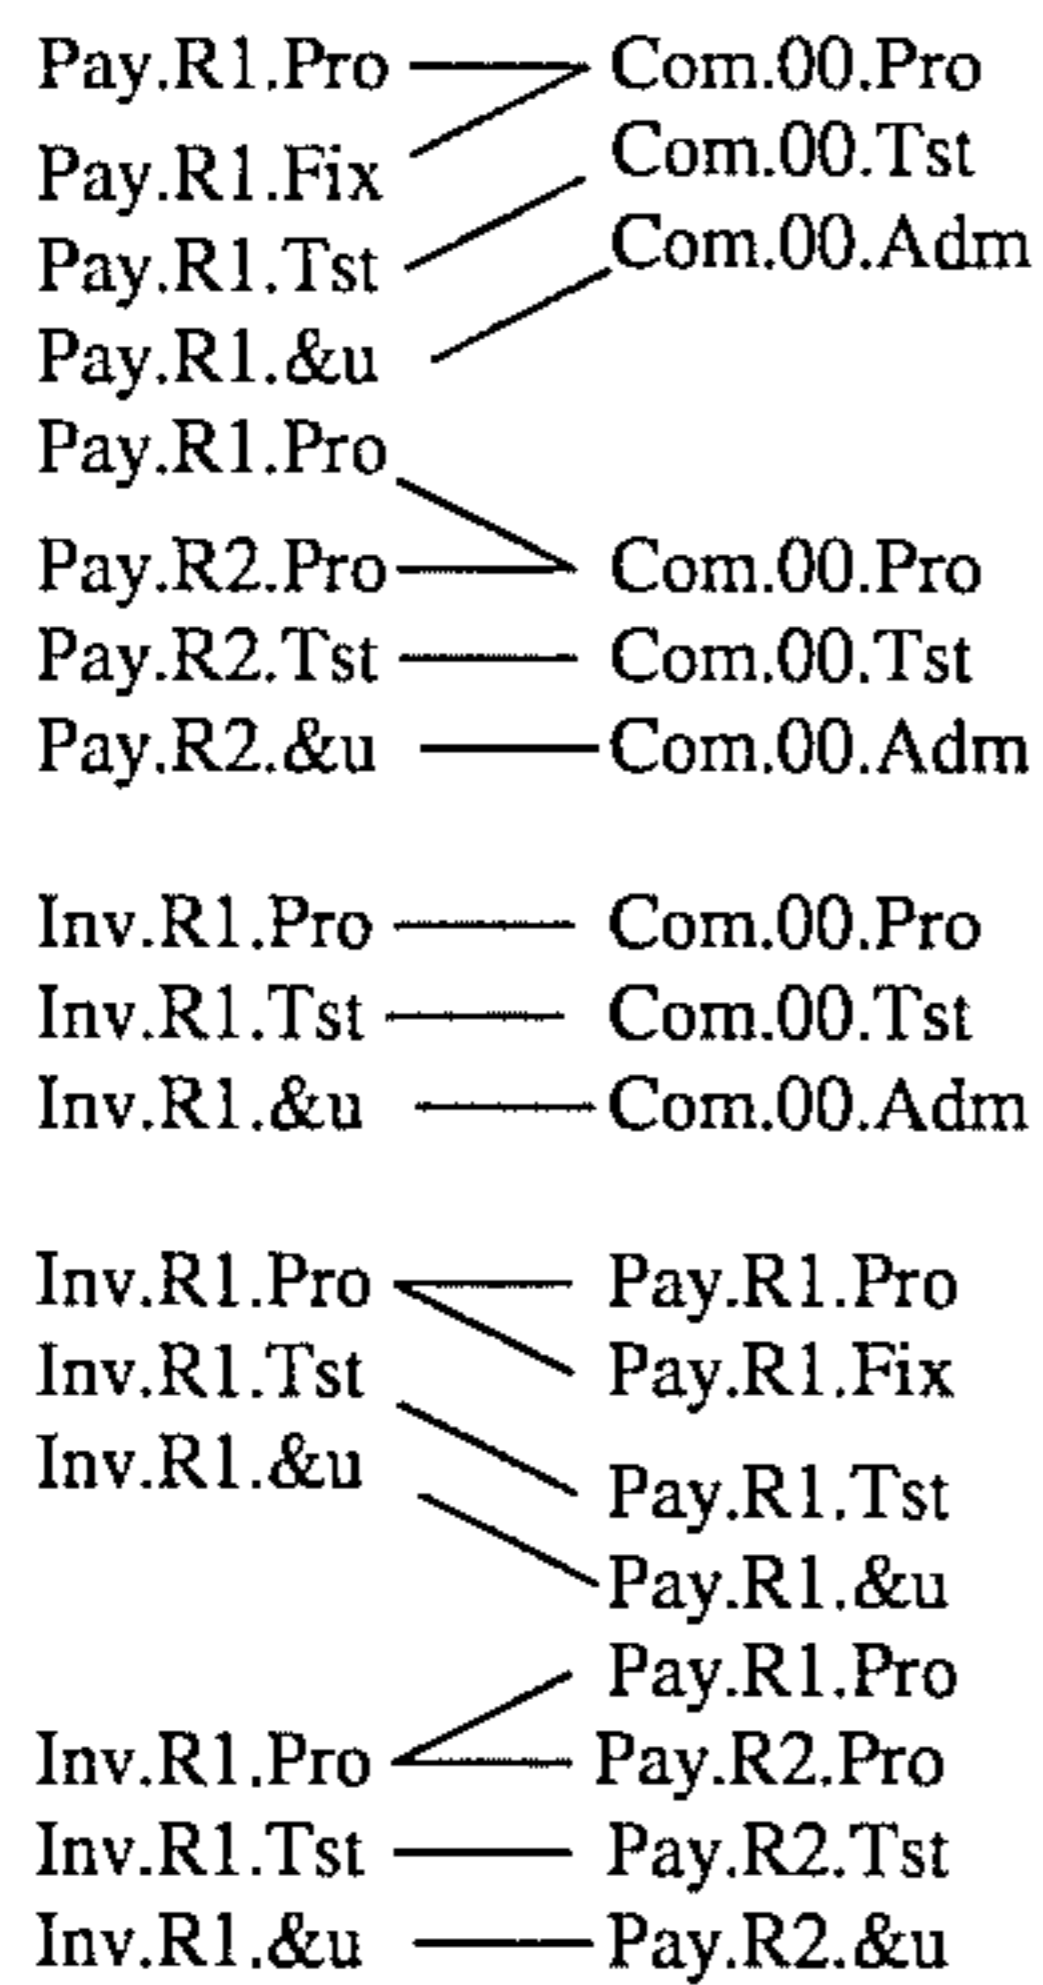 Pay.R1.Pro Com.00.Pro
Com.00.Tst
Pay.R1.Fix
Com.00.Adm
Pay.R1.Tst
Pay.R1.&u
Pay.R1.Pro
Pay.R2.Pro Com.00.Pro
Pay.R2.Tst Com.00.Tst
Pay.R2.&u Com.00.Adm
Inv.R1.Pro Com.00.Pro
Inv.R1.Tst Com.00.Tst
Inv.R1.&u Com.00.Adm
Inv.R1.Pro Pay.R1.Pro
Inv.R1.Tst Pay.R1.Fix
Inv.R1.&u
Pay.R1.Tst
Pay.R1.&u
Pay.R1.Pro
Inv.R1.Pro Pay.R2.Pro
Inv.R1.Tst Pay.R2.Tst
Inv.R1.&u Pay.R2.&u